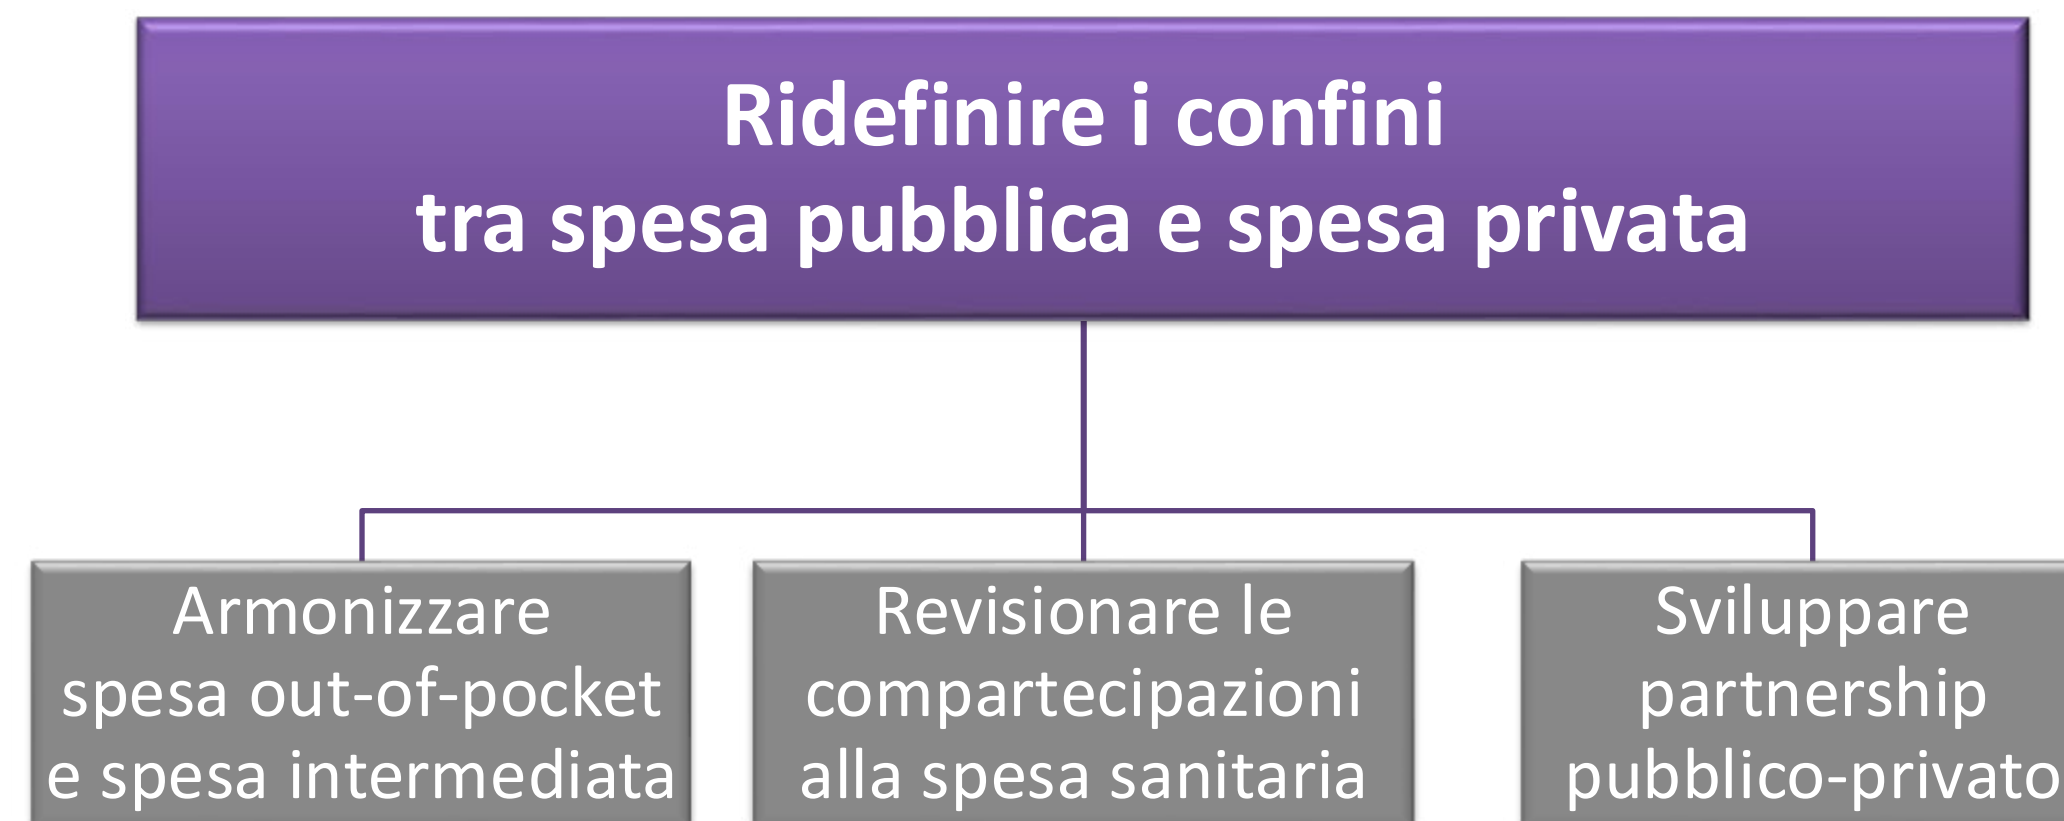 Ridefinire i confini
tra spesa pubblica e spesa privata
Armonizzare
spesa out-of-pocket
e spesa intermediata
Revisionare le
compartecipazioni
alla spesa sanitaria
Sviluppare
partnership
pubblico-privato